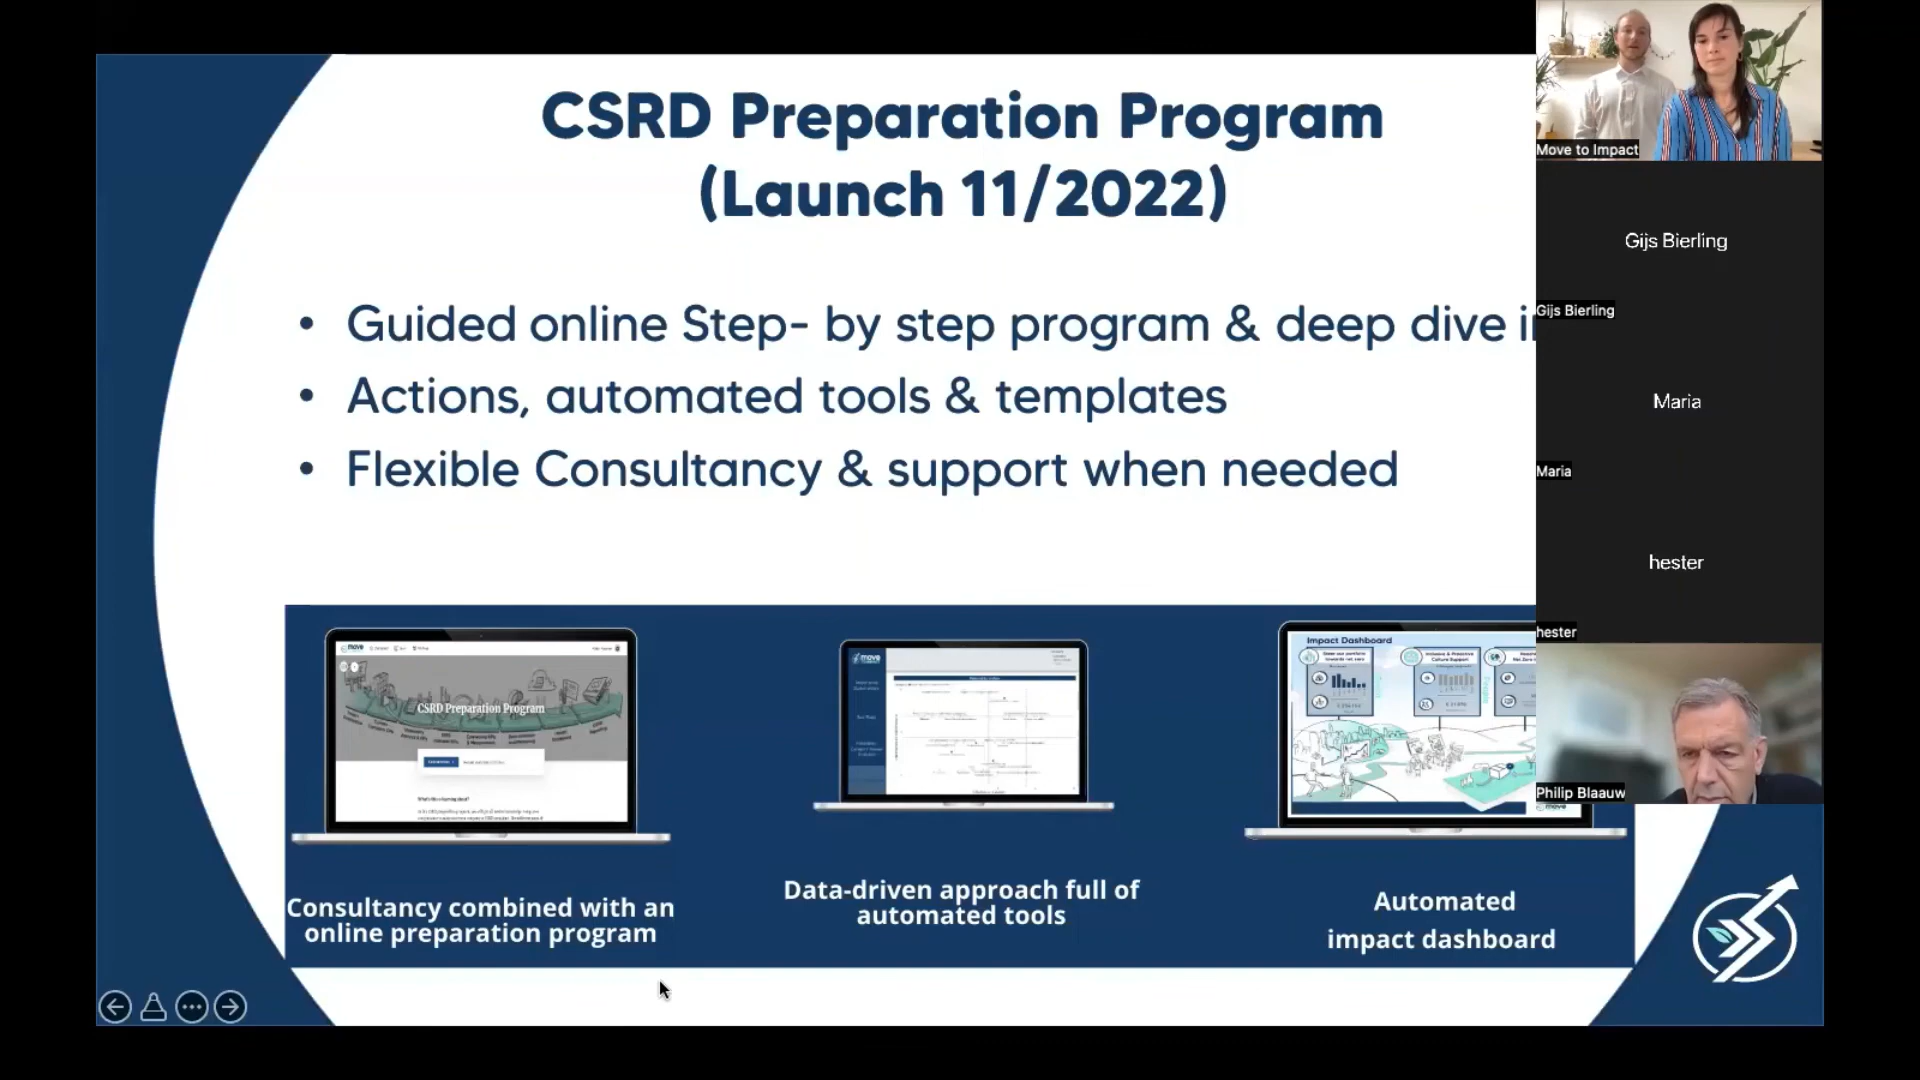 CSRD Preparation Program
(Launch 11/2022)
• Guided online Step- by step program & deep dive
• Actions, automated tools & templates
• Flexible Consultancy & support when needed
move
CSRD Preparation Program
move
Impact Dashboard
Consultancy combined with an
online preparation program
Data-driven approach full of
automated tools
Automated
impact dashboard
Move to Impact
Gijs Bierling
Gijs Bierling
Maria
Maria
hester
hester
Philip Blaauw